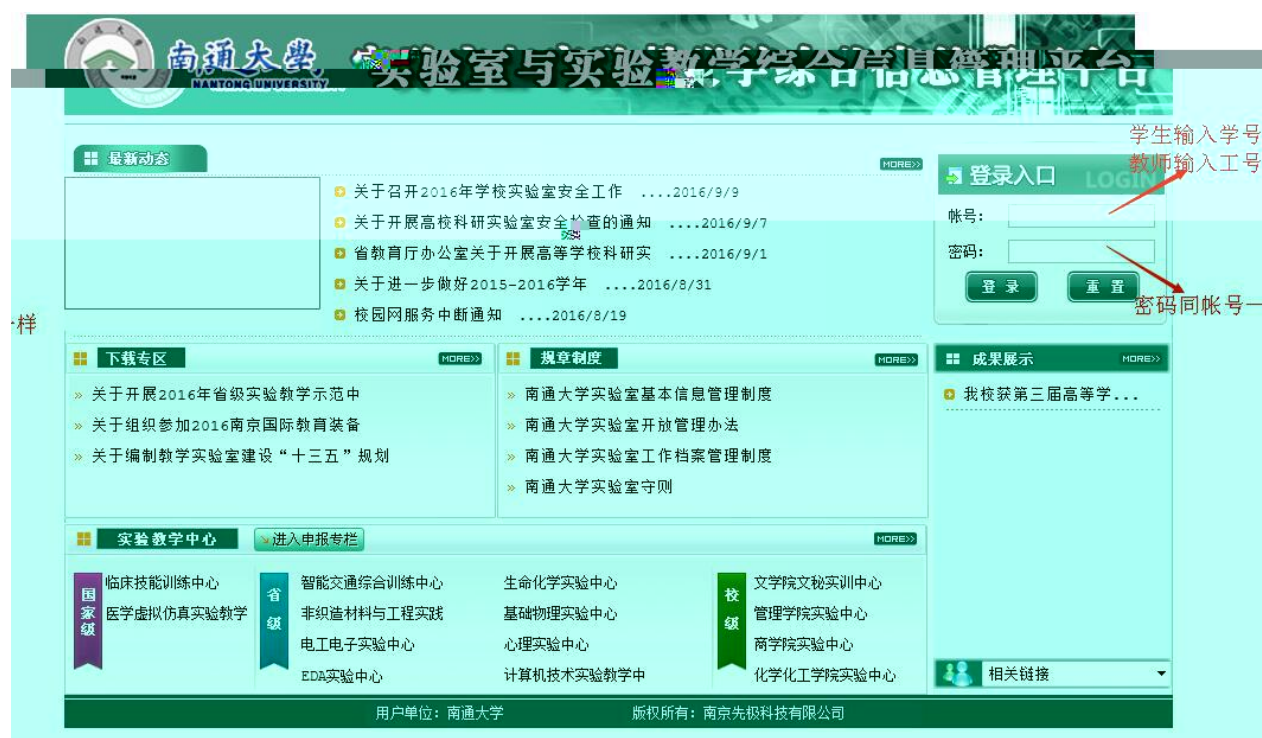 南通大學
NANTONG UNIVERSITY
实验室与实验教学综合信息管理平台
学生输入学号
教师输入工号
最新动态
MORE>>
关于召开2016年学校实验室安全工作 ....2016/9/9
关于开展高校科研实验室安全检查的通知 ....2016/9/7
省教育厅办公室关于开展高等学校科研实 ....2016/9/1
关于进一步做好2015-2016学年 ....2016/8/31
校园网服务中断通知 ....2016/8/19
登录入口
LOGIN
帐号:
密码:
登 录
重 置
密码同帐号一
样
下载专区
MORE>>
关于开展2016年省级实验教学示范中
关于组织参加2016南京国际教育装备
关于编制教学实验室建设“十三五”规划
规章制度
MORE>>
南通大学实验室基本信息管理制度
南通大学实验室开放管理办法
南通大学实验室工作档案管理制度
南通大学实验室守则
成果展示
MORE>>
我校获第三届高等学...
实验教学中心
进入申报专栏
MORE>>
国家级
临床技能训练中心
医学虚拟仿真实验教学
省级
智能交通综合训练中心
生命化学实验中心
非织造材料与工程实践
基础物理实验中心
电工电子实验中心
心理实验中心
EDA实验中心
计算机技术实验教学中
校级
文学院文秘实训中心
管理学院实验中心
商学院实验中心
化学化工学院实验中心
相关链接
用户单位: 南通大学
版权所有: 南京先极科技有限公司